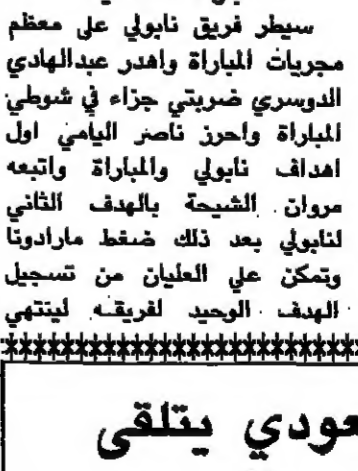 سيطر فريق نابولي على معظم
مجريات المباراة واهدر عبدالهادي
الدوسري ضربتي جزاء في شوطي
المباراة واحرز ناصر اليامي اول
اهداف نابولي والمباراة واتبعه
مروان الشيحة بالهدف الثاني
لنابولي بعد ذلك ضغط مارادونا
وتمكن علي العليان من تسجيل
الهدف الوحيد لفريقه لينتهي
عودي يتلقى